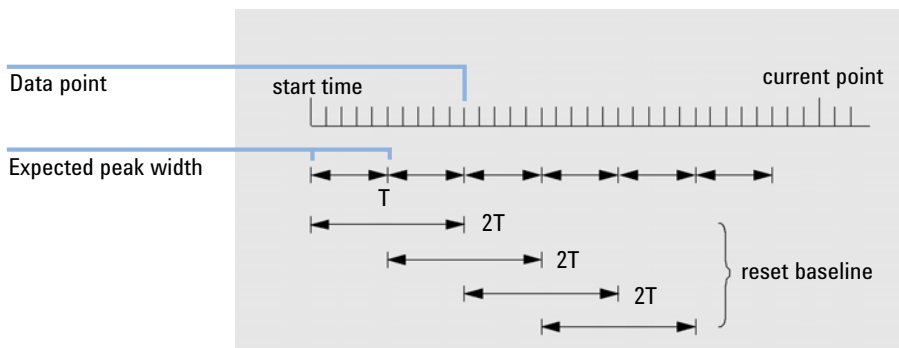 Data point
start time
current point
Expected peak width
T
2T
2T
2T
reset baseline